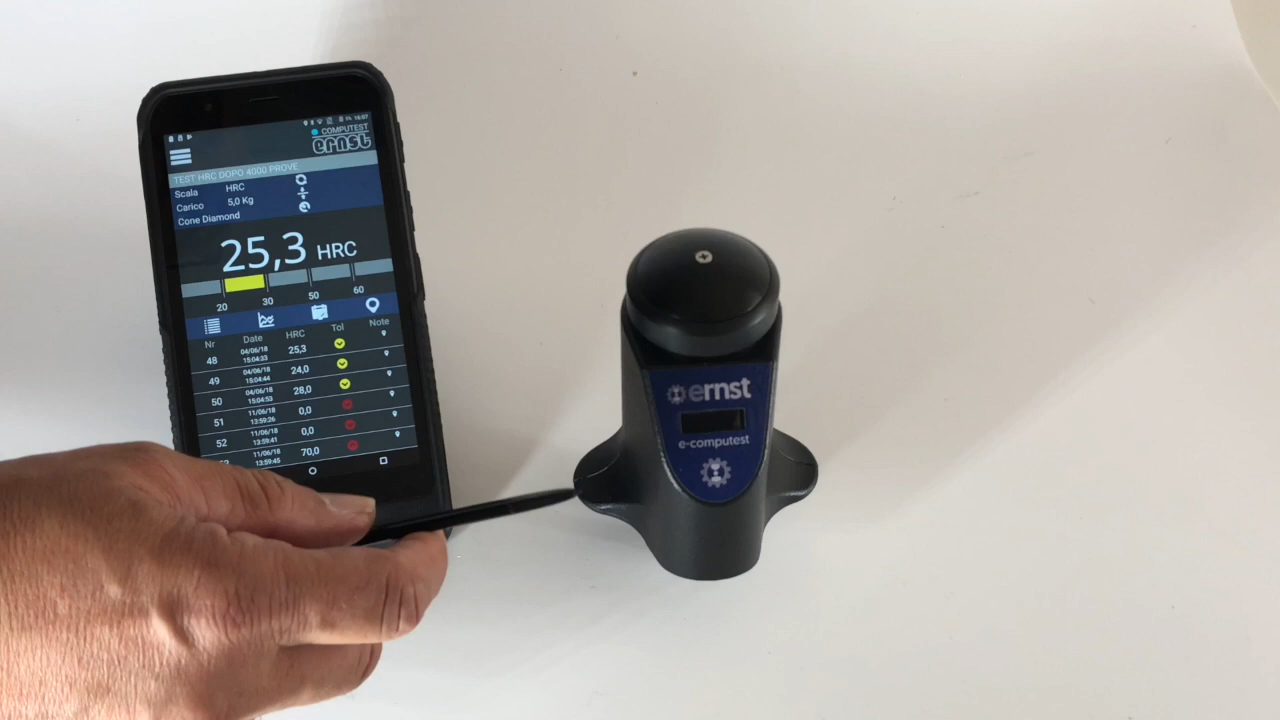 16:07
COMPUTEST
ernst
TEST HRC DOPO 4000 PROVE
Scala HRC
Carico 5,0 Kg
Cone Diamond
25,3 HRC
20 30 50 60
Nr Date HRC Tol Note
48 04/06/18 15:04:33 25,3
49 04/06/18 15:04:44 24,0
50 04/06/18 15:04:53 28,0
51 11/06/18 13:59:26 0,0
52 11/06/18 13:59:41 0,0
11/06/18 13:59:45 70,0
ernst
e-computest